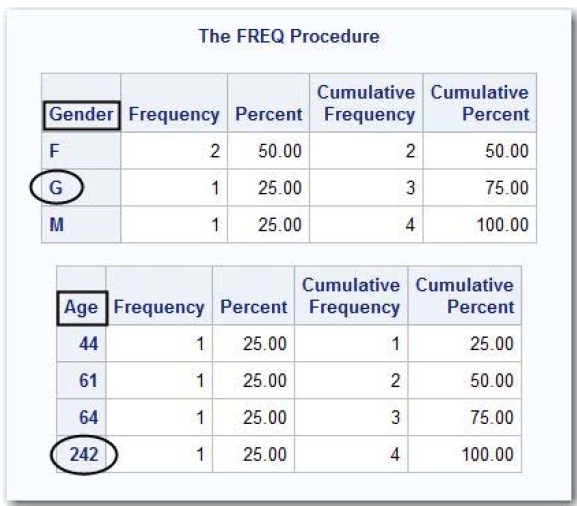 The FREQ Procedure
Gender Frequency Percent Cumulative Frequency Cumulative Percent
F 2 50.00 2 50.00
G 1 25.00 3 75.00
M 1 25.00 4 100.00
Age Frequency Percent Cumulative Frequency Cumulative Percent
44 1 25.00 1 25.00
61 1 25.00 2 50.00
64 1 25.00 3 75.00
242 1 25.00 4 100.00